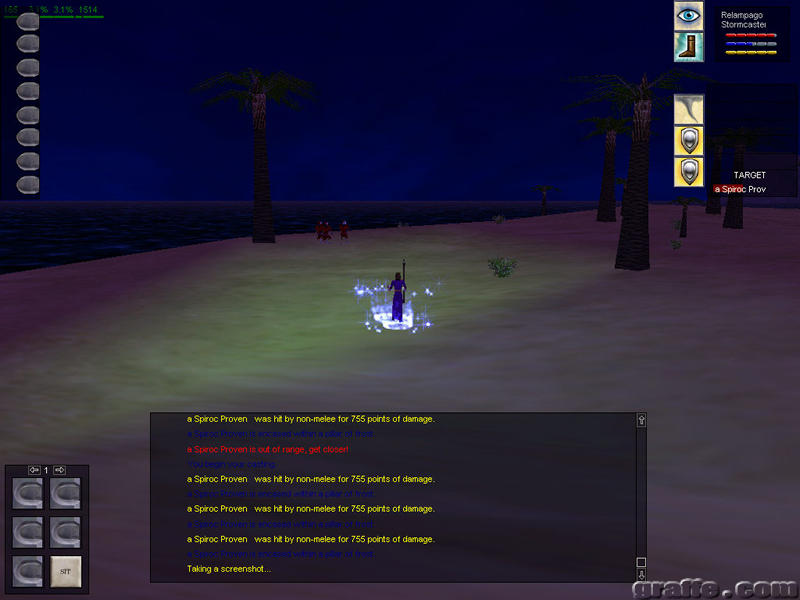 3.1% 3.1% 1514
Relampago
Stormcaster
TARGET
a Spiroc Prov
a Spiroc Proven was hit by non-melee for 755 points of damage.
a Spiroc Proven is encased within a pillar of frost.
a Spiroc Proven is out of range, get closer!
You begin your casting.
a Spiroc Proven was hit by non-melee for 755 points of damage.
a Spiroc Proven is encased within a pillar of frost.
a Spiroc Proven was hit by non-melee for 755 points of damage.
a Spiroc Proven is encased within a pillar of frost.
a Spiroc Proven was hit by non-melee for 755 points of damage.
a Spiroc Proven is encased within a pillar of frost.
Taking a screenshot...
1
SIT
graffe.com